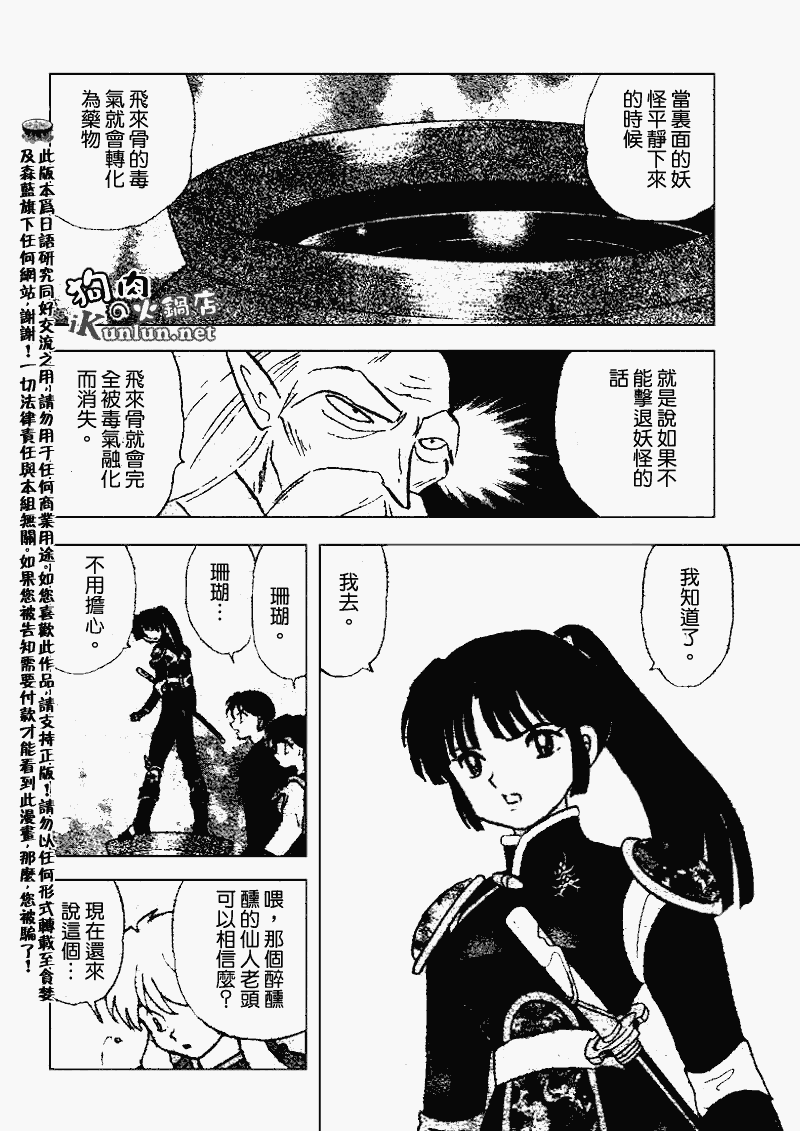 當裏面的妖
怪平靜下來
的時候
飛來骨的毒
氣就會轉化
為藥物
就是說如果不
能擊退妖怪的
話
飛來骨就會完
全被毒氣融化
而消失。
我知道了。
我去。
珊瑚。
珊瑚…
不用擔心。
喂，那個醉醺
醺的仙人老頭
可以相信麼？
現在還來
說這個…
狗肉
@火鍋店
iKunlun.net
此版本爲日語研究同好交流之用，請勿用于任何商業用途。如您喜歡此作品，請支持正版！請勿以任何形式轉載至貪婪
及森藍旗下任何網站，謝謝！一切法律責任與本組無關。如果您被告知需要付款才能看到此漫畫，那麼，您被騙了！